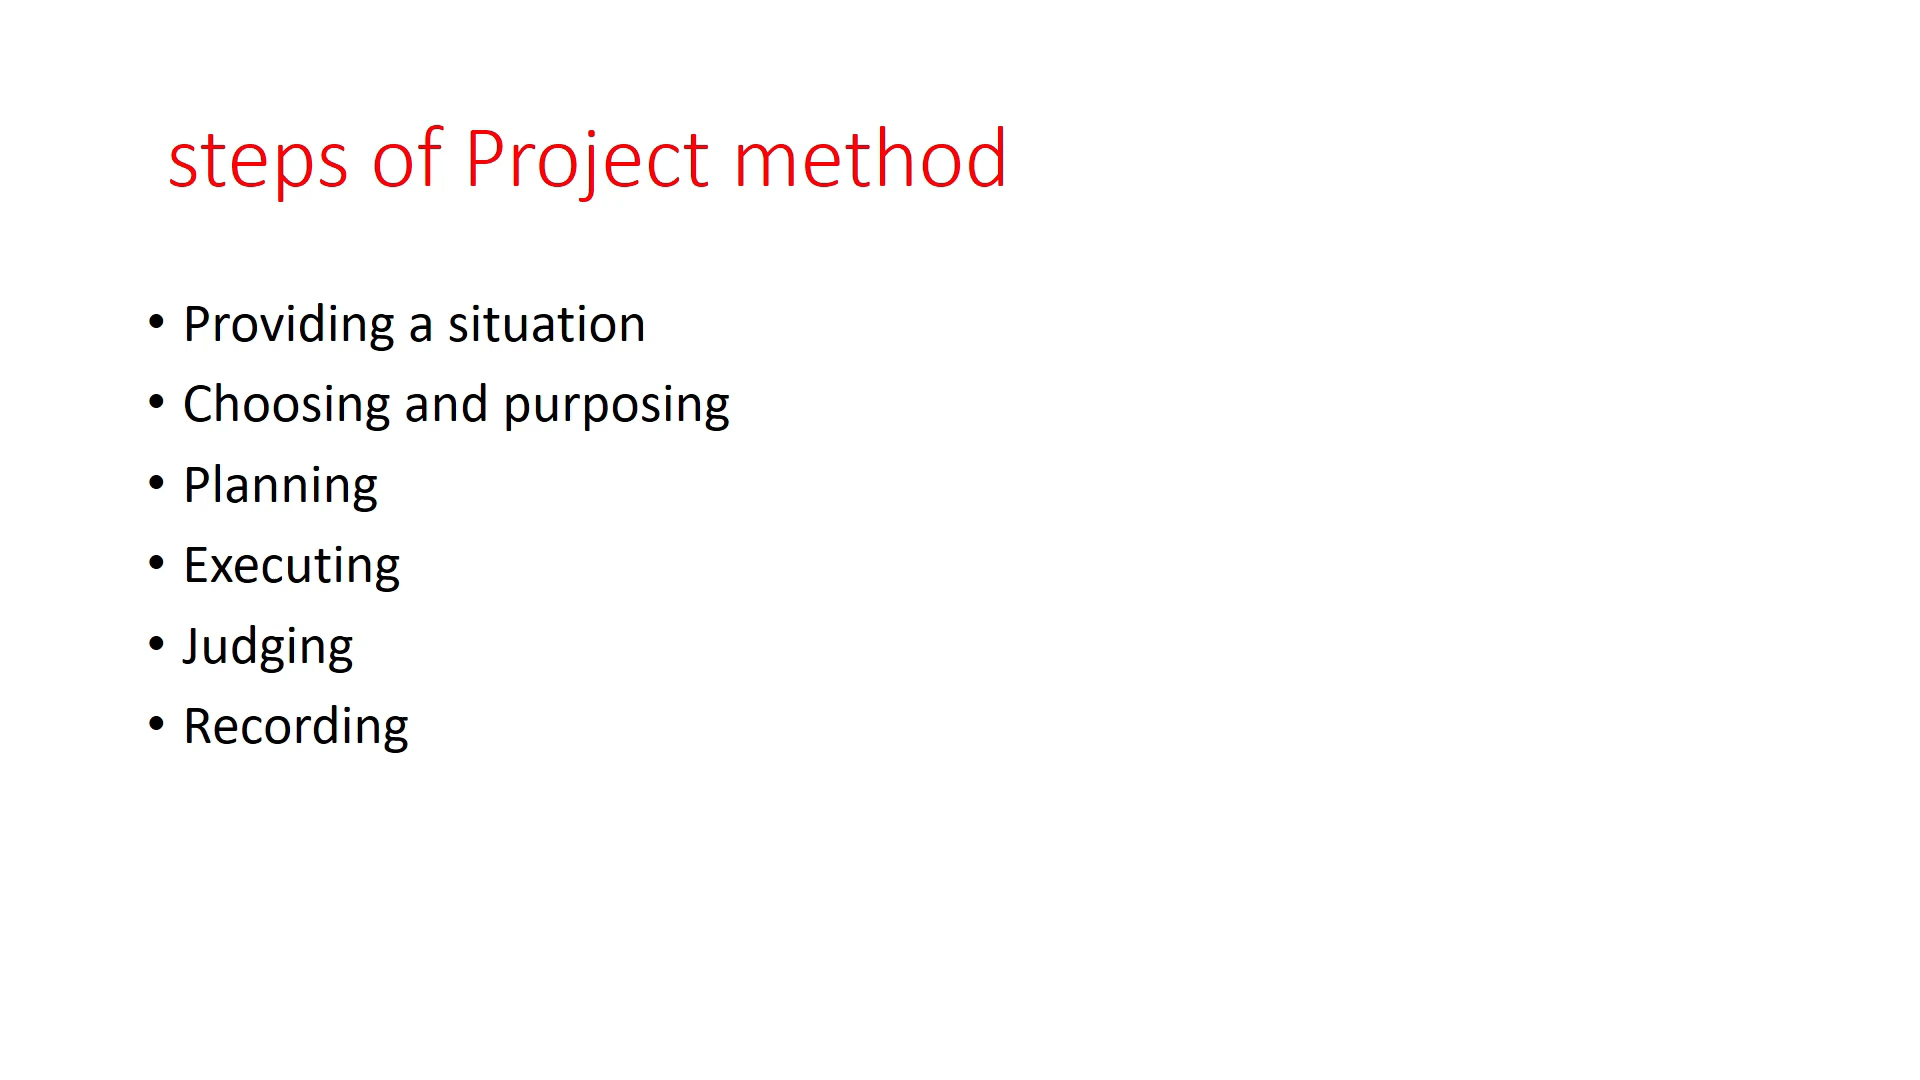 steps of Project method
• Providing a situation
• Choosing and purposing
• Planning
• Executing
• Judging
• Recording